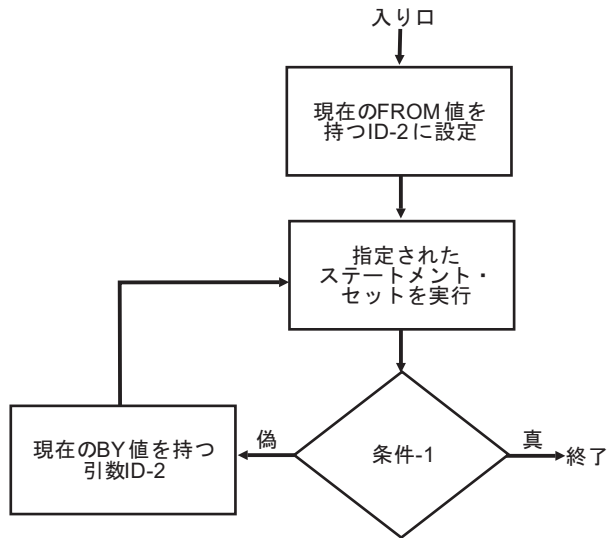 入り口
現在のFROM値を
持つID-2に設定
指定された
ステートメント・
セットを実行
現在のBY値を持つ
引数ID-2
偽
条件-1
真
終了